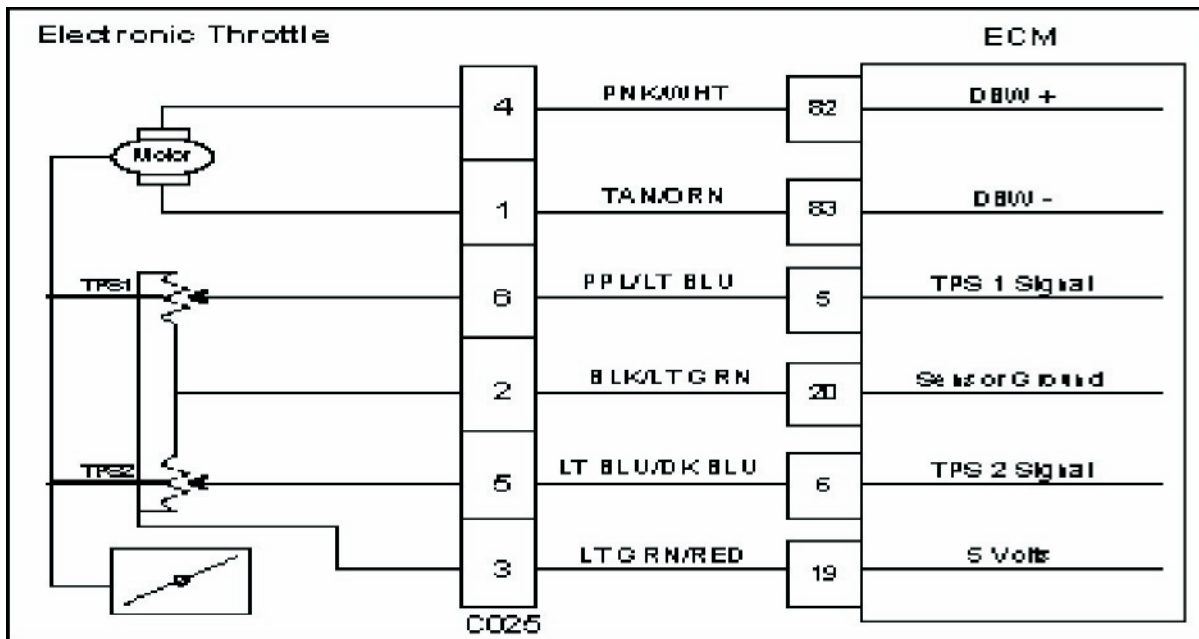 Electronic Throttle
ECM
4 PNK/WHT 82 DBW +
Motor
1 TAN/ORN 83 DBW -
TPS1 6 PPL/LT BLU 5 TPS 1 Signal
2 BLK/LT GRN 20 Sensor Ground
TPS2 5 LT BLU/DK BLU 6 TPS 2 Signal
3 LT GRN/RED 19 5 Volts
C025